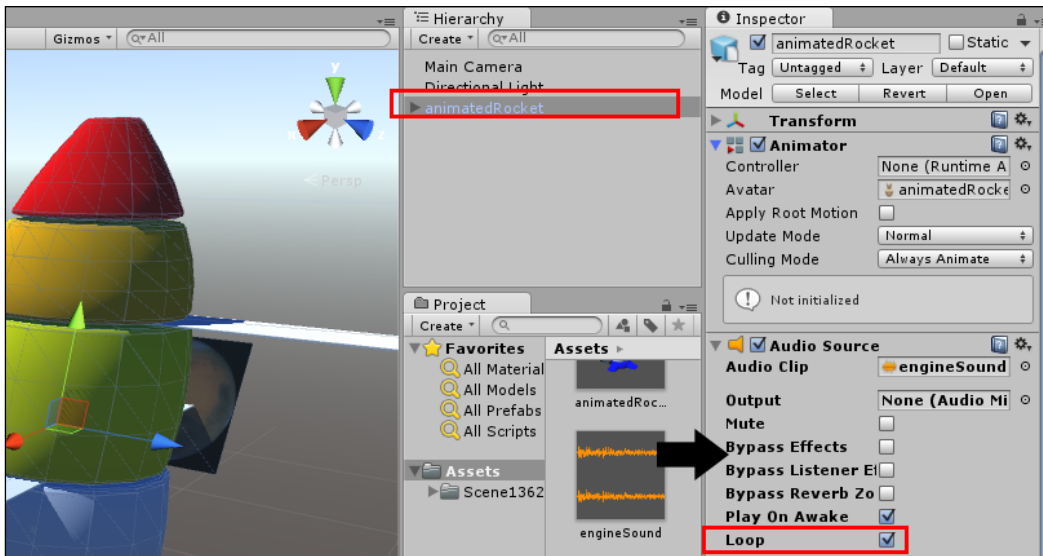 Gizmos
All
y
x
z
Persp
Hierarchy
Create
All
Main Camera
Directional Light
animatedRocket
Project
Create
Favorites
All Material
All Models
All Prefabs
All Scripts
Assets
Scene1362
Assets
animatedRoc...
engineSound
Inspector
animatedRocket
Static
Tag Untagged Layer Default
Model Select Revert Open
Transform
Animator
Controller None (Runtime A
Avatar animatedRocke
Apply Root Motion
Update Mode Normal
Culling Mode Always Animate
Not initialized
Audio Source
Audio Clip engineSound
Output None (Audio Mi
Mute
Bypass Effects
Bypass Listener Ef
Bypass Reverb Zo
Play On Awake
Loop